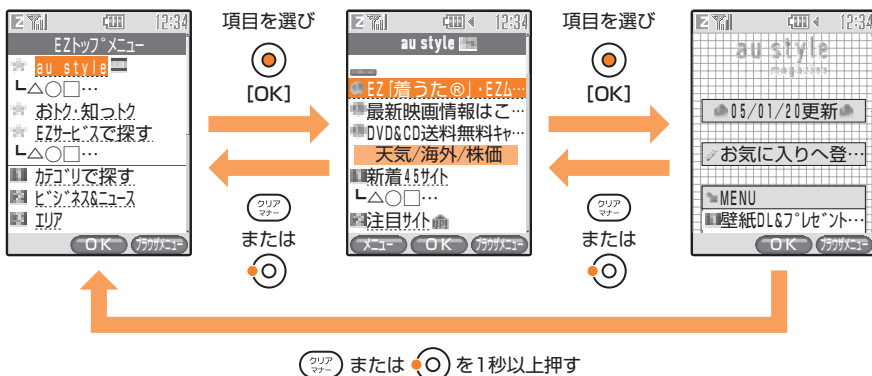 Z 12:34
EZトップメニュー
au style
┗△○□…
おトク・知っトク
EZサービスで探す
┗△○□…
カテゴリで探す
ビジネス&ニュース
エリア
OK ブラウザメニュー
項目を選び
[OK]
クリア
マナー
または
Z 12:34
au style
EZ「着うた®」・EZム…
最新映画情報はこ…
DVD&CD送料無料キャ…
天気/海外/株価
新着45サイト
┗△○□…
注目サイト UP!
メニュー OK ブラウザメニュー
項目を選び
[OK]
クリア
マナー
または
Z 12:34
au style
magazine
05/01/20更新
お気に入りへ登…
MENU
壁紙DL&プレゼント…
OK ブラウザメニュー
クリア
マナー
または を1秒以上押す